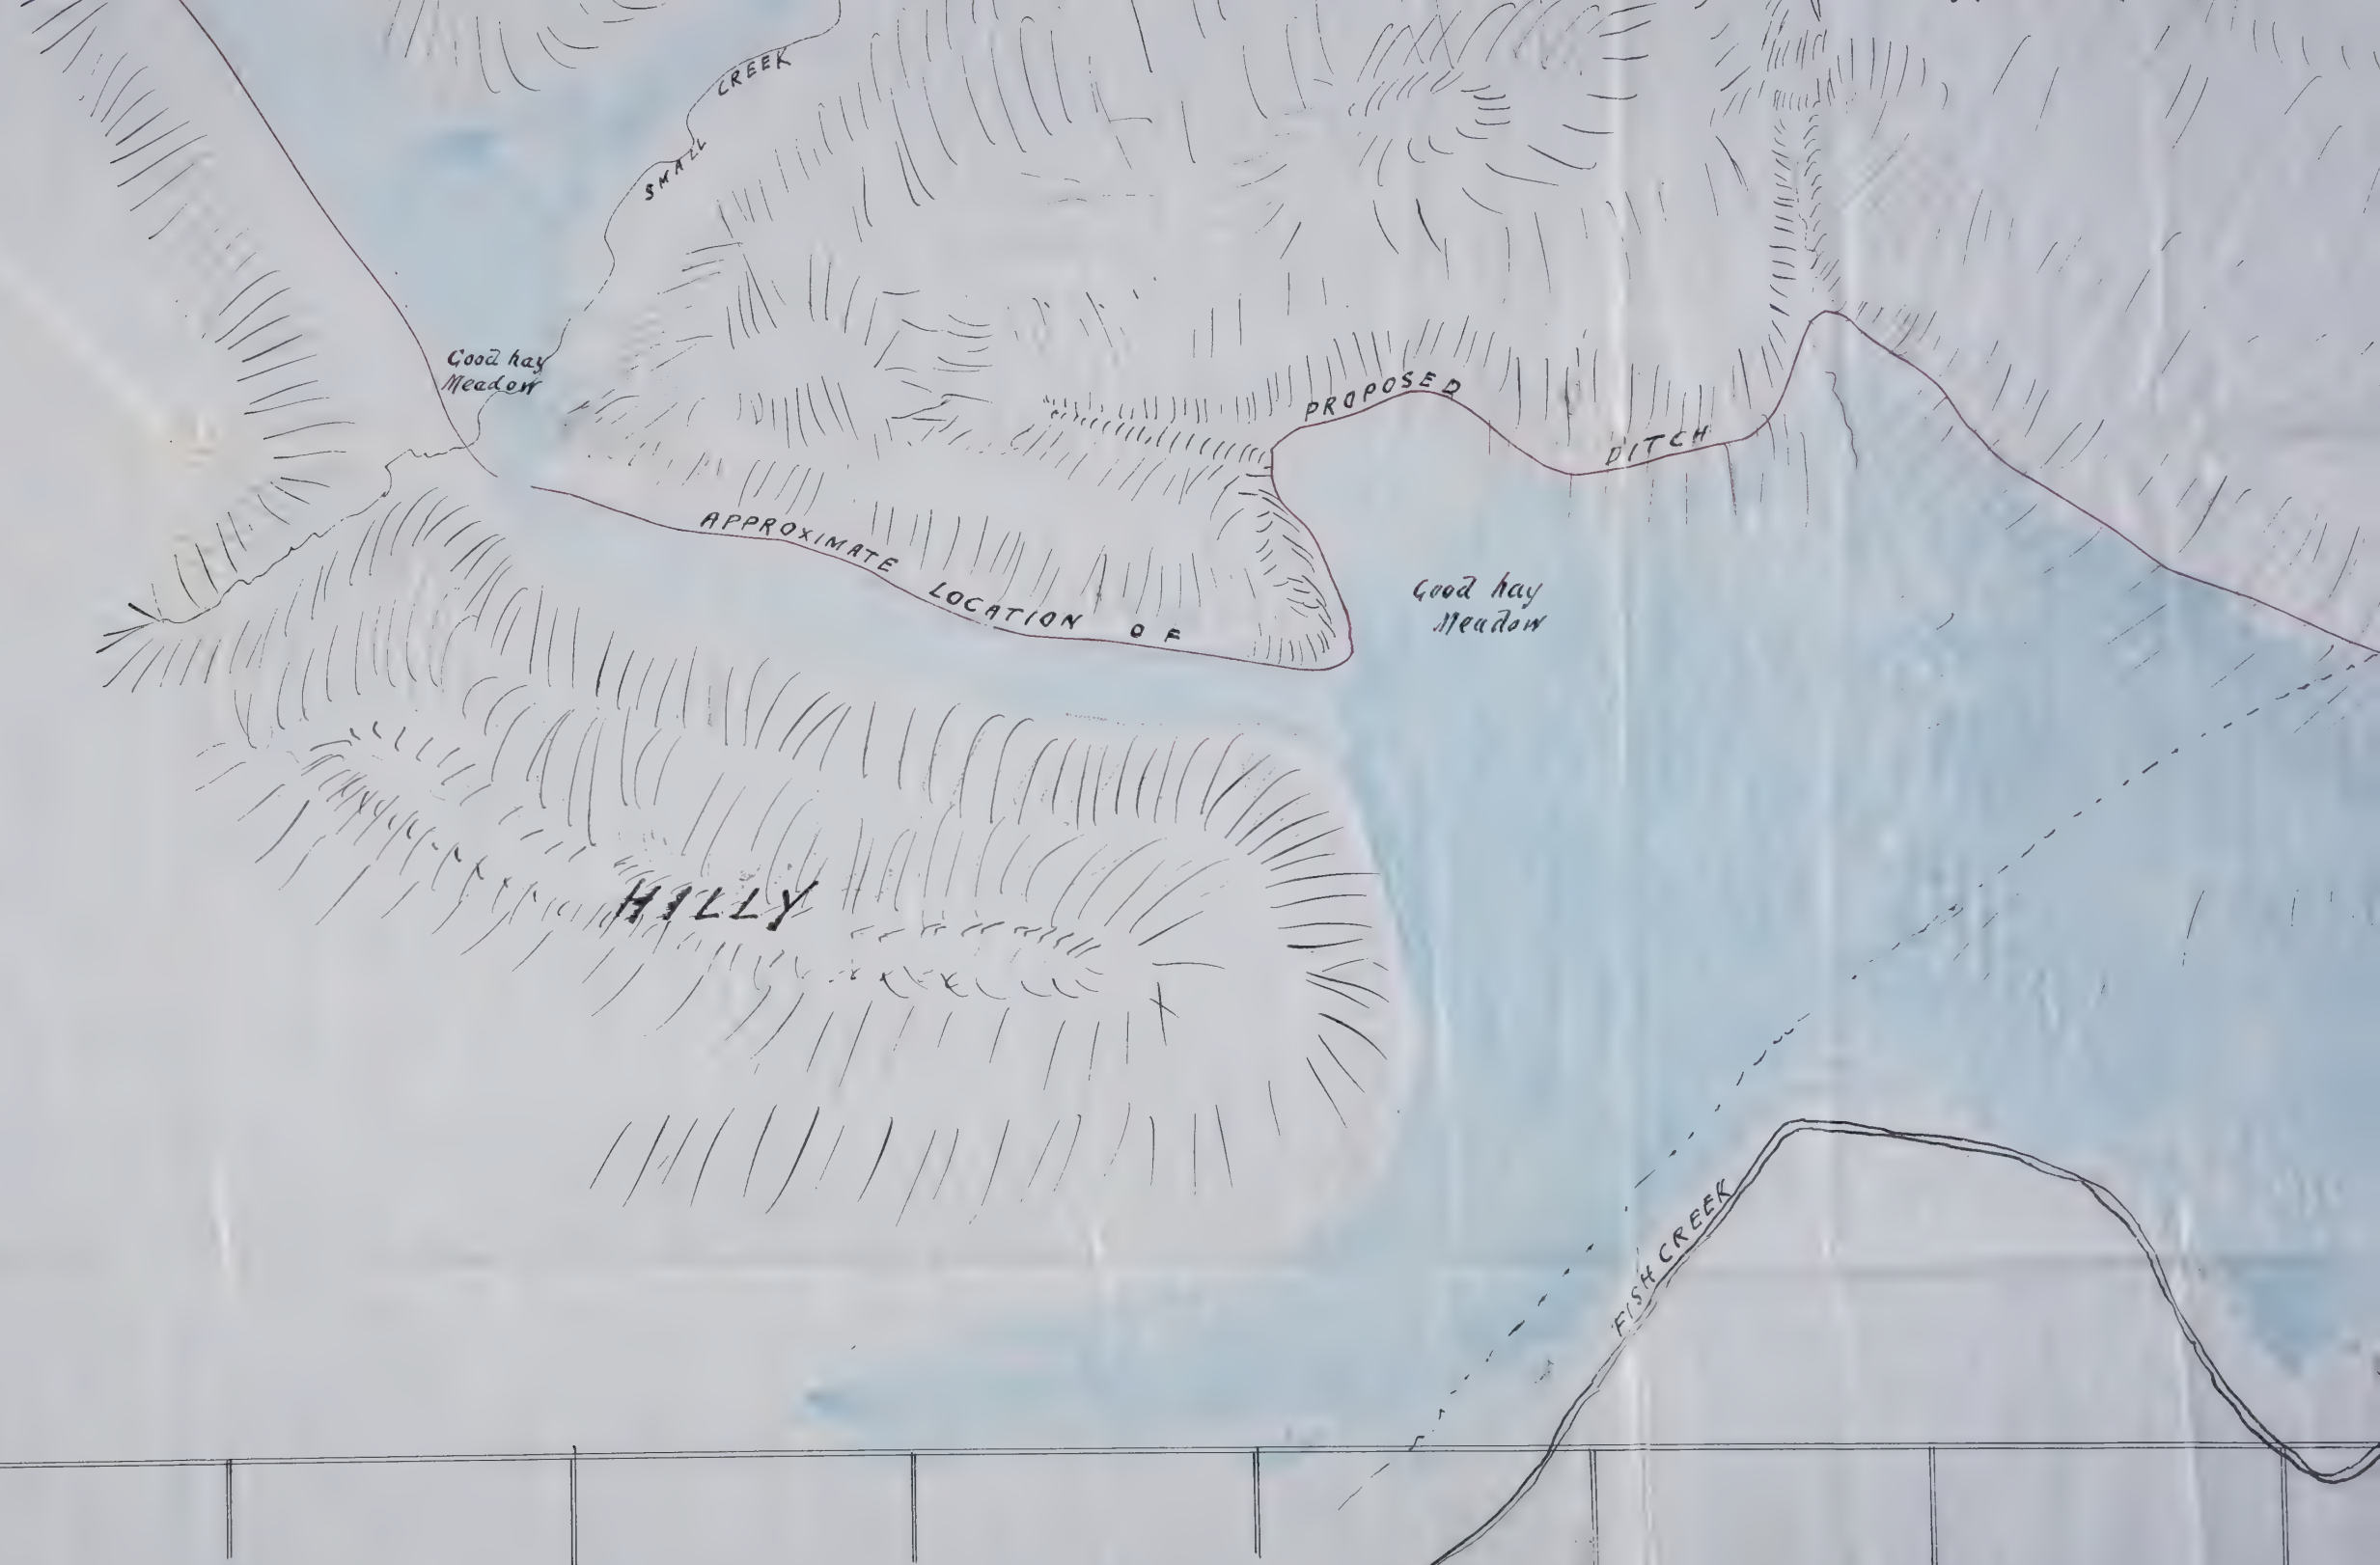 SMALL CREEK
Good hay
Meadow
APPROXIMATE LOCATION OF PROPOSED DITCH
Good hay
Meadow
HILLY
FISH CREEK